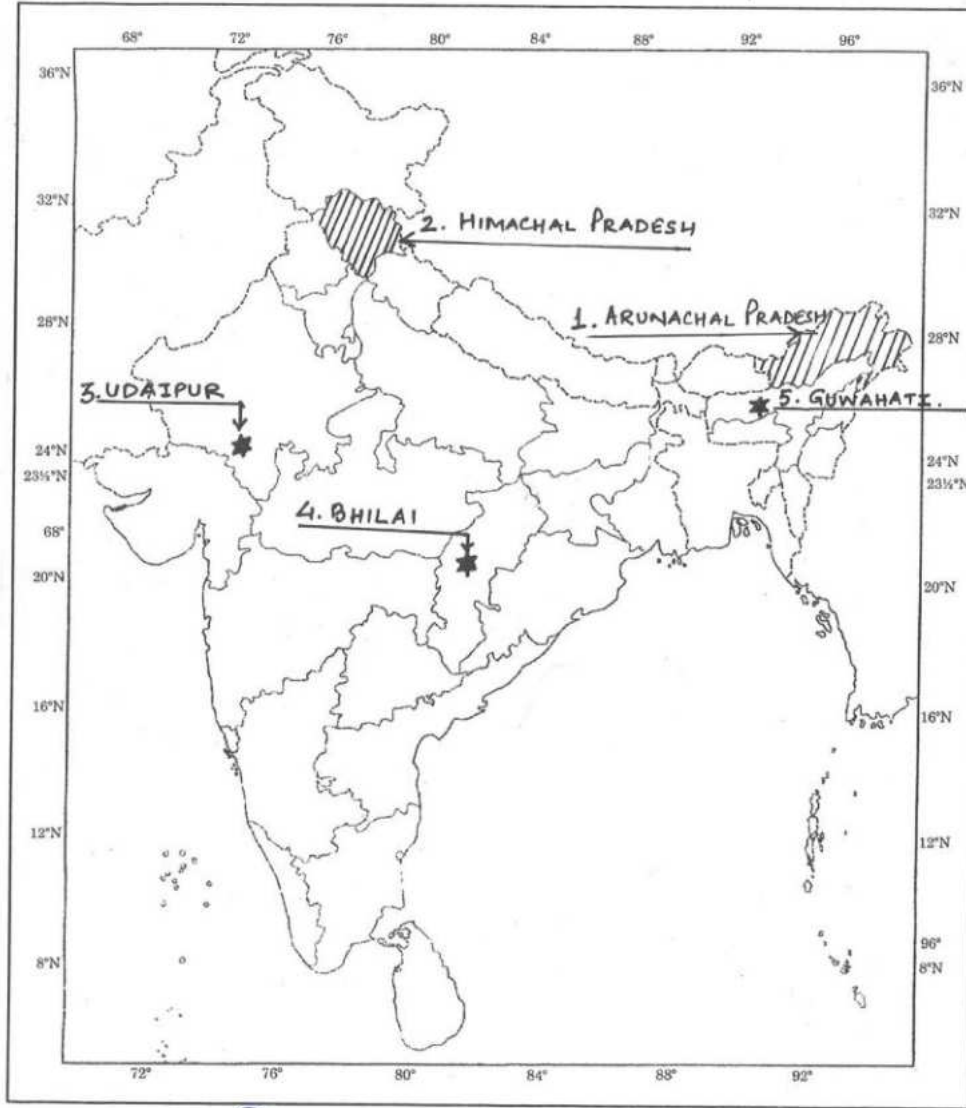 68° 72° 76° 80° 84° 88° 92° 96°
36°N 36°N
32°N 32°N
2. HIMACHAL PRADESH
1. ARUNACHAL PRADESH
28°N 28°N
3. UDAIPUR
5. GUWAHATI.
24°N 24°N
23½°N 23½°N
4. BHILAI
68°
20°N 20°N
16°N 16°N
12°N 12°N
96°
8°N 8°N
72° 76° 80° 84° 88° 92°